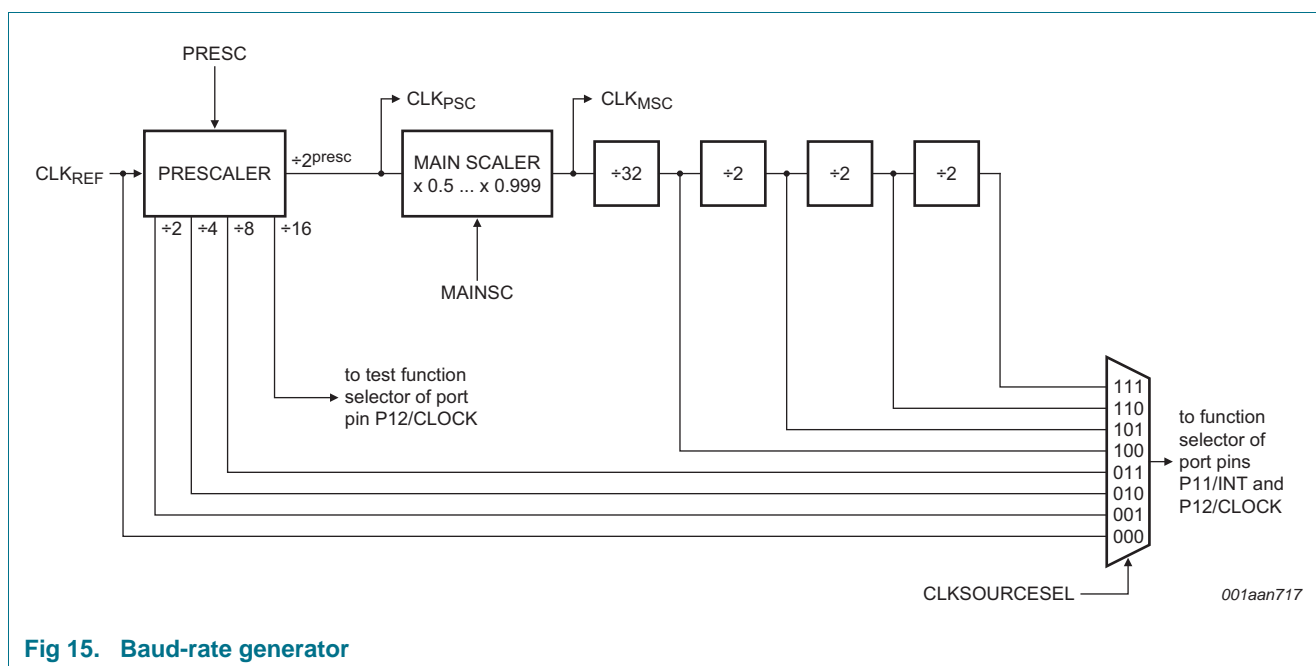 PRESC
CLKPSC
CLKMSC
CLKREF
PRESCALER
÷2presc
MAIN SCALER
x 0.5 ... x 0.999
÷32
÷2
÷2
÷2
÷2
÷4
÷8
÷16
MAINSC
to test function
selector of port
pin P12/CLOCK
111
110
101
100
011
010
001
000
to function
selector of
port pins
P11/INT and
P12/CLOCK
CLKSOURCESEL
001aan717
Fig 15. Baud-rate generator